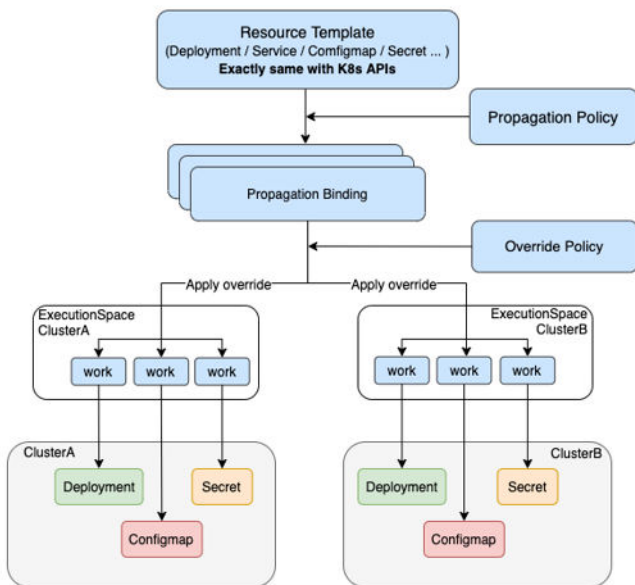 Resource Template
(Deployment / Service / Comfigmap / Secret ... )
Exactly same with K8s APIs
Propagation Policy
Propagation Binding
Override Policy
Apply override
Apply override
ExecutionSpace
ClusterA
work
work
work
ExecutionSpace
ClusterB
work
work
work
ClusterA
Deployment
Secret
Configmap
ClusterB
Deployment
Secret
Configmap